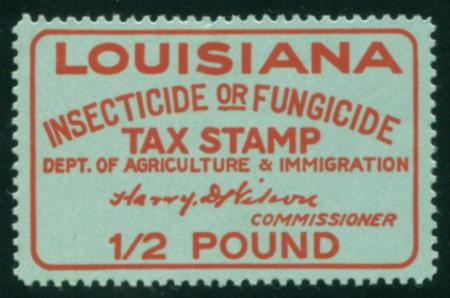 LOUISIANA
INSECTICIDE OR FUNGICIDE
TAX STAMP
DEPT. OF AGRICULTURE & IMMIGRATION
Harry D. Wilson
COMMISSIONER
1/2 POUND